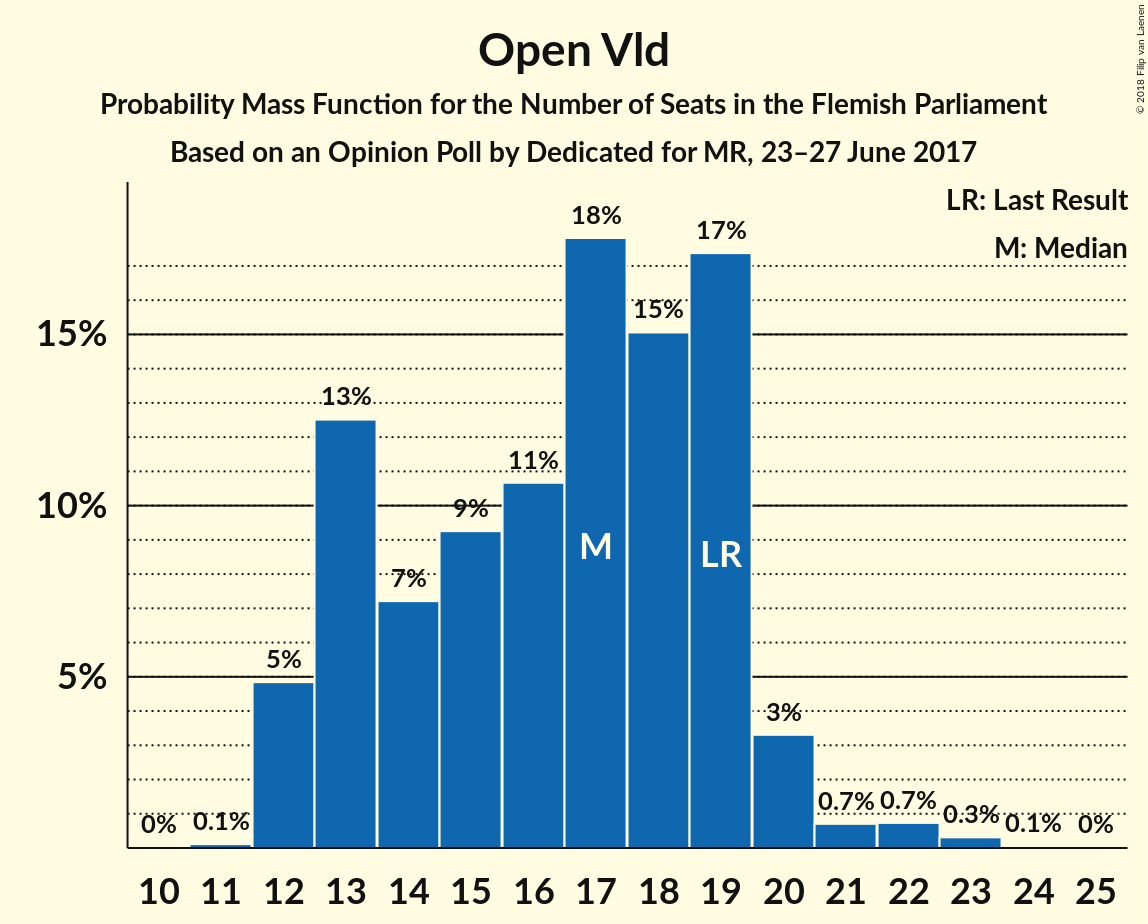 Open Vld
Probability Mass Function for the Number of Seats in the Flemish Parliament
Based on an Opinion Poll by Dedicated for MR, 23–27 June 2017
© 2018 Filip van Laenen
LR: Last Result
M: Median
15%
10%
5%
0%
0.1%
5%
13%
7%
9%
11%
18%
15%
17%
3%
0.7%
0.7%
0.3%
0.1%
0%
M
LR
10 11 12 13 14 15 16 17 18 19 20 21 22 23 24 25